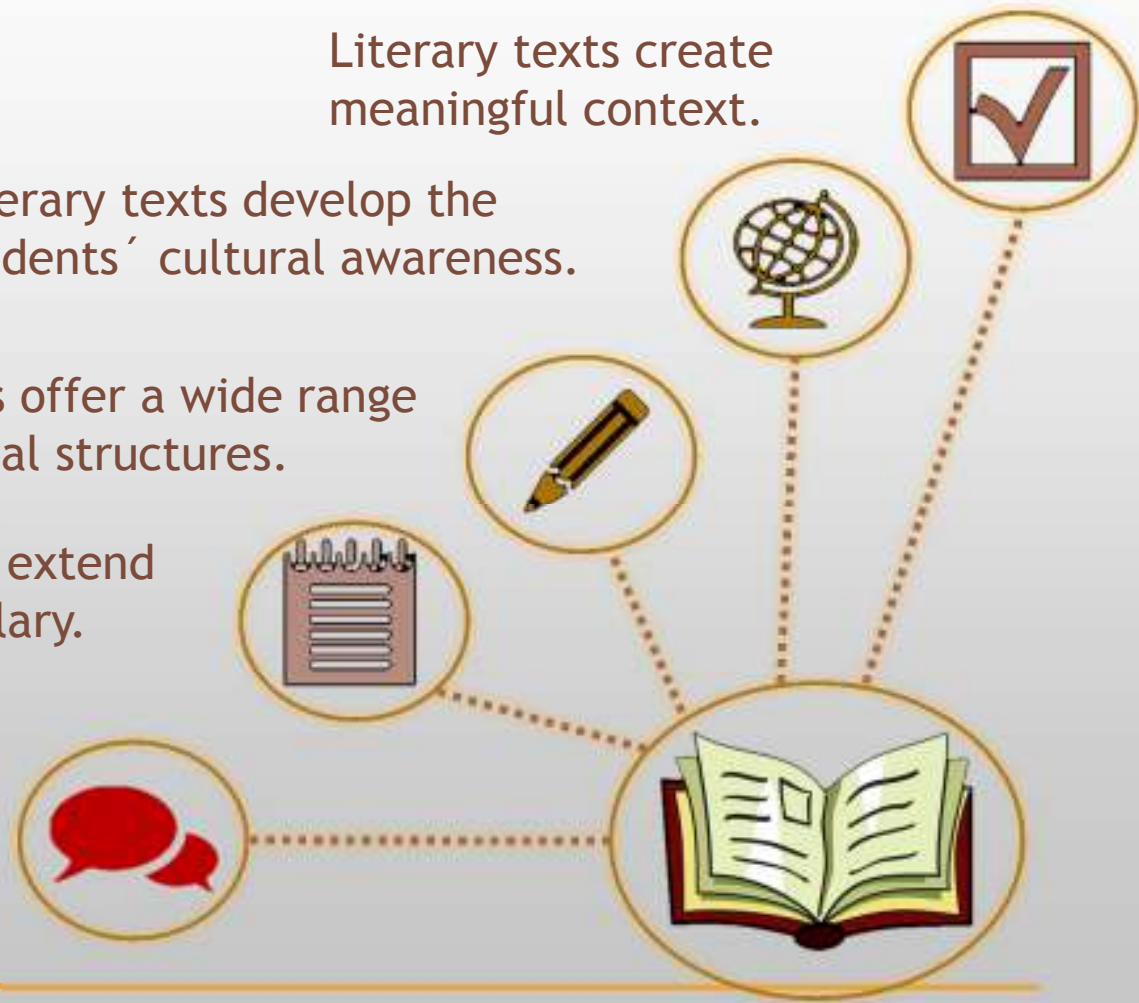 Literary texts create
meaningful context.
erary texts develop the
dents´ cultural awareness.
s offer a wide range
al structures.
extend
lary.